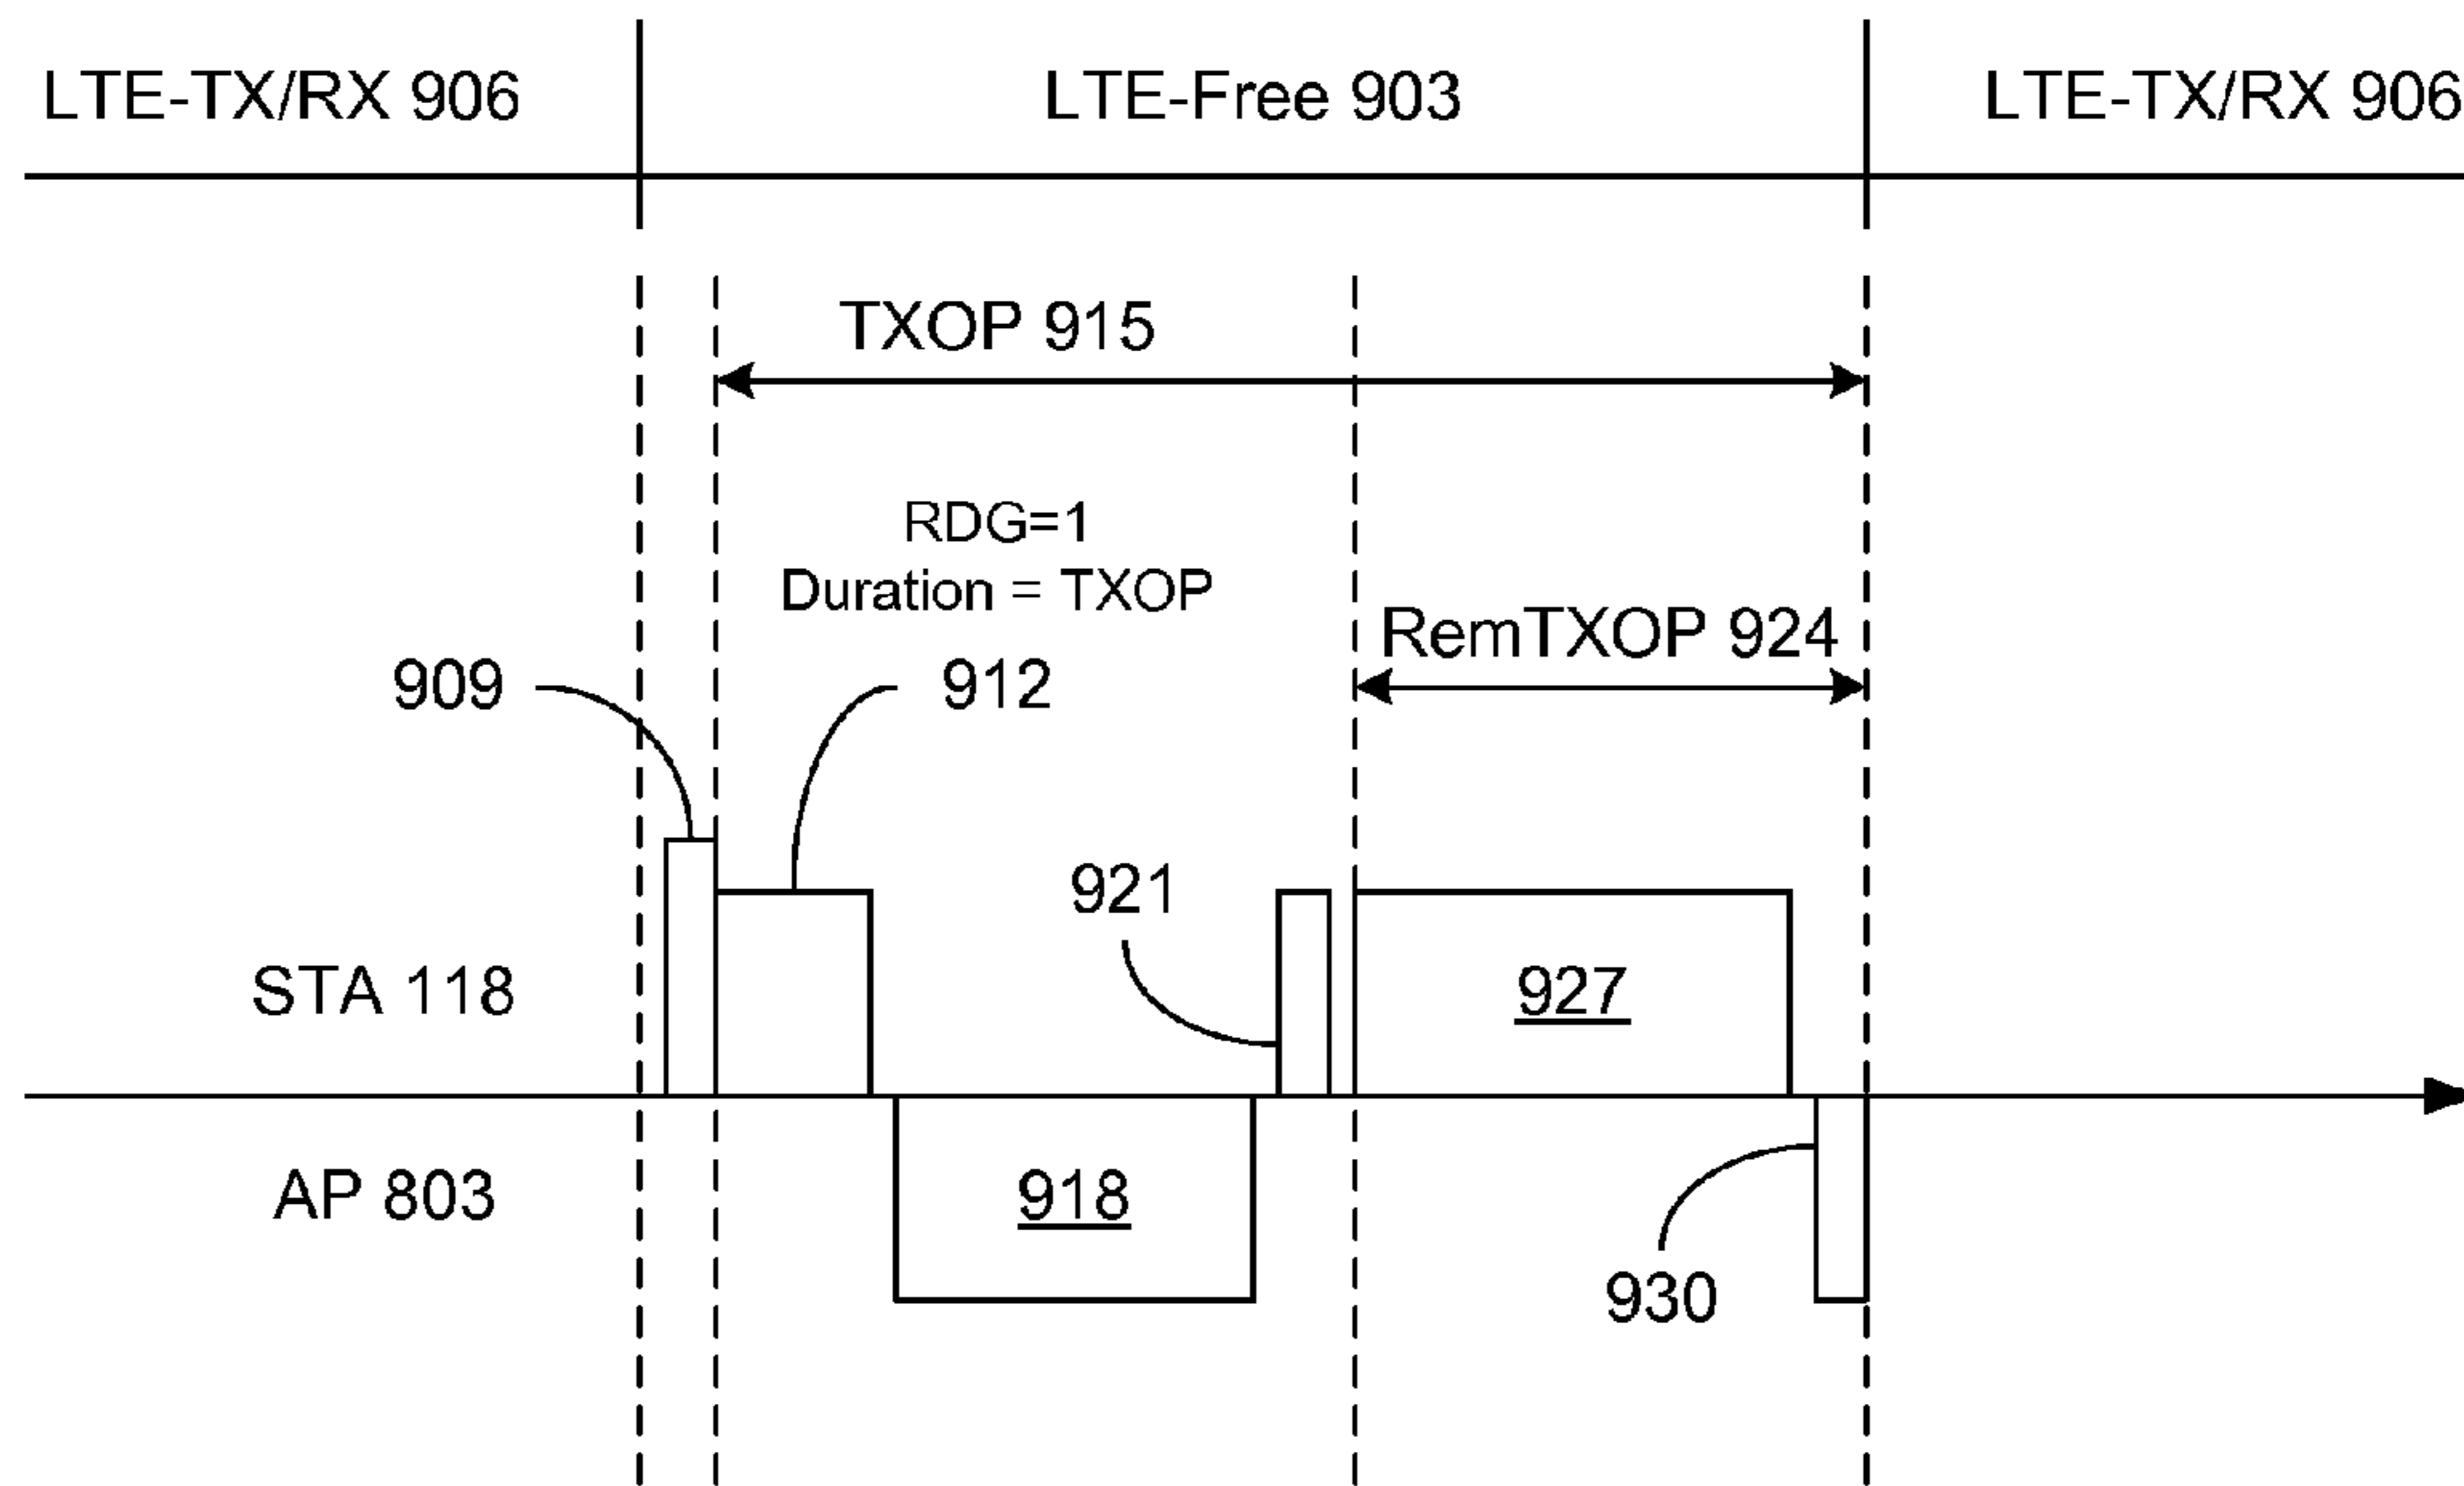 LTE-TX/RX 906
LTE-Free 903
LTE-TX/RX 906
TXOP 915
RDG=1
Duration = TXOP
RemTXOP 924
909
912
921
STA 118
927
AP 803
918
930